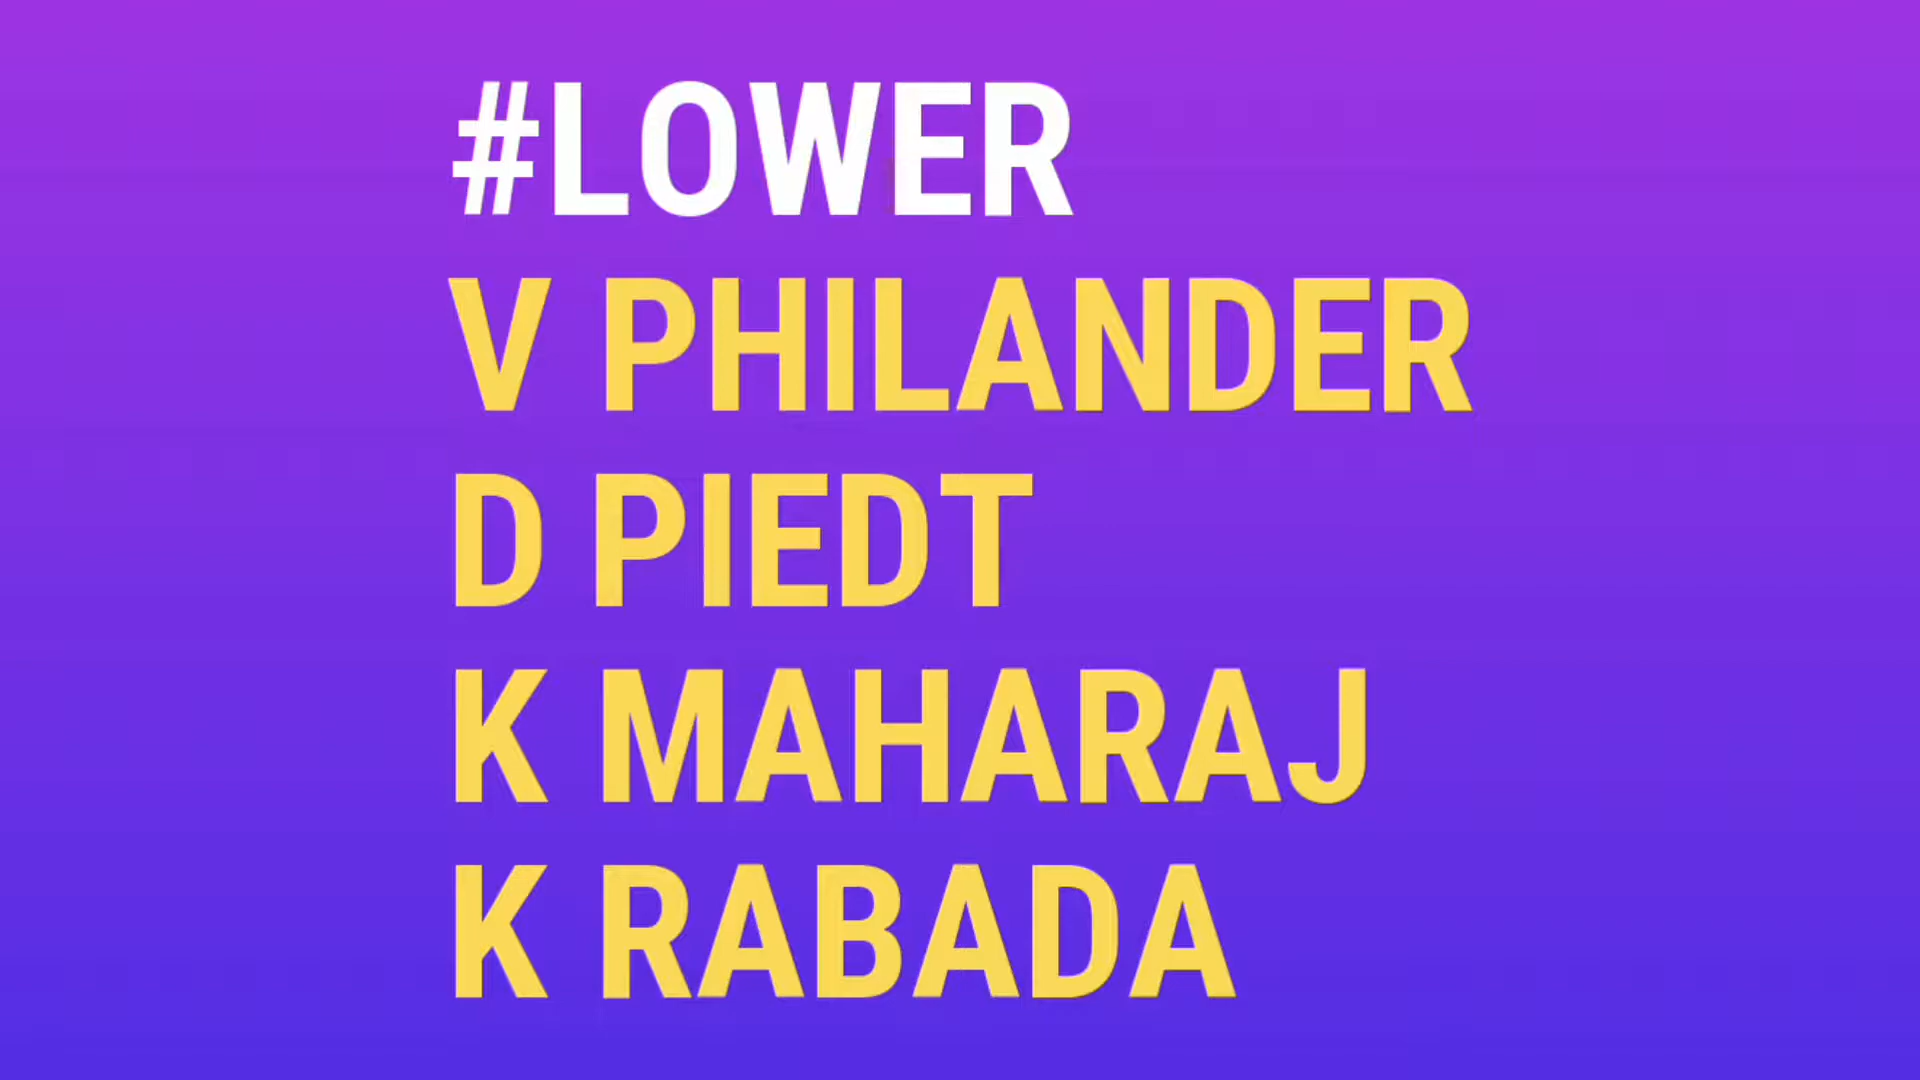 #LOWER
V PHILANDER
D PIEDT
K MAHARAJ
K RABADA